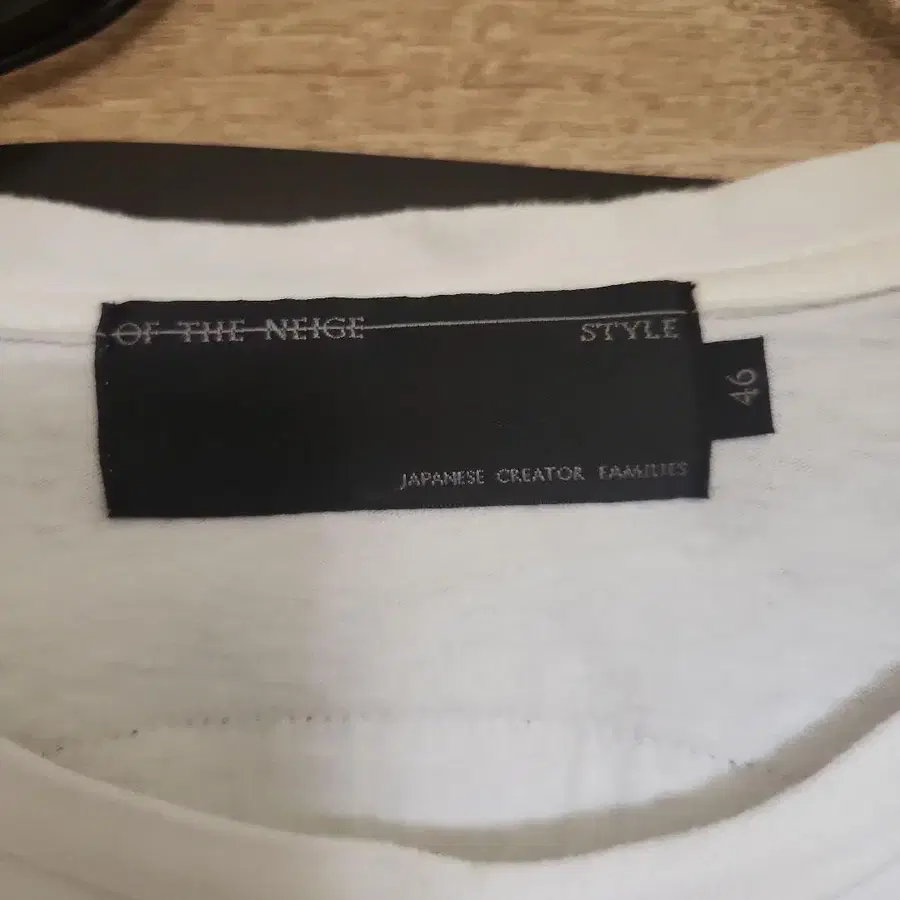 OF THE NEIGE STYLE
46
JAPANESE CREATOR FAMILIES